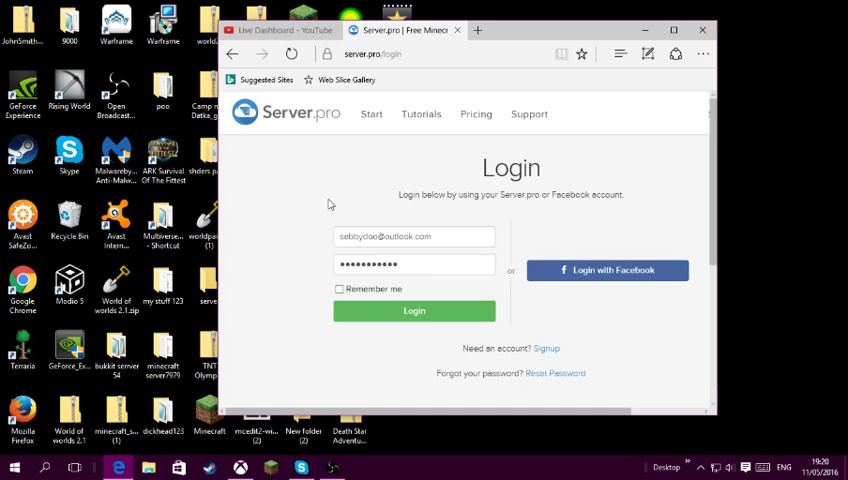 Live Dashboard - YouTube
Server.pro | Free Minecr
server.pro/login
Suggested Sites
Web Slice Gallery
Server.pro
Start
Tutorials
Pricing
Support
Login
Login below by using your Server.pro or Facebook account.
sebbydoo@outlook.com
Remember me
Login
or
f Login with Facebook
Need an account? Signup
Forgot your password? Reset Password
JohnSmith...
9000
Warframe
Warframe
world
GeForce
Experience
Rising World
Open
Broadcast...
poo
Camp m
Datka_g
Steam
Skype
Malwareby...
Anti-Malw...
ARK Survival
Of The Fittest
shders p
Avast
SafeZo...
Recycle Bin
Avast
Intern...
Multiverse...
- Shortcut
wordpai
(1)
Google
Chrome
Modio 5
World of
worlds 2.1.zip
my stuff 123
serve
Terraria
GeForce_Ex...
bukkit server
54
minecraft
server7979
TNT
Olymp
Mozilla
Firefox
World of
worlds 2.1
minecraft_s...
(1)
dickhead123
Minecraft
mcedit2-wi...
(2)
New folder
(2)
Death Star
Adventu...
Desktop
ENG
19:20
11/05/2016